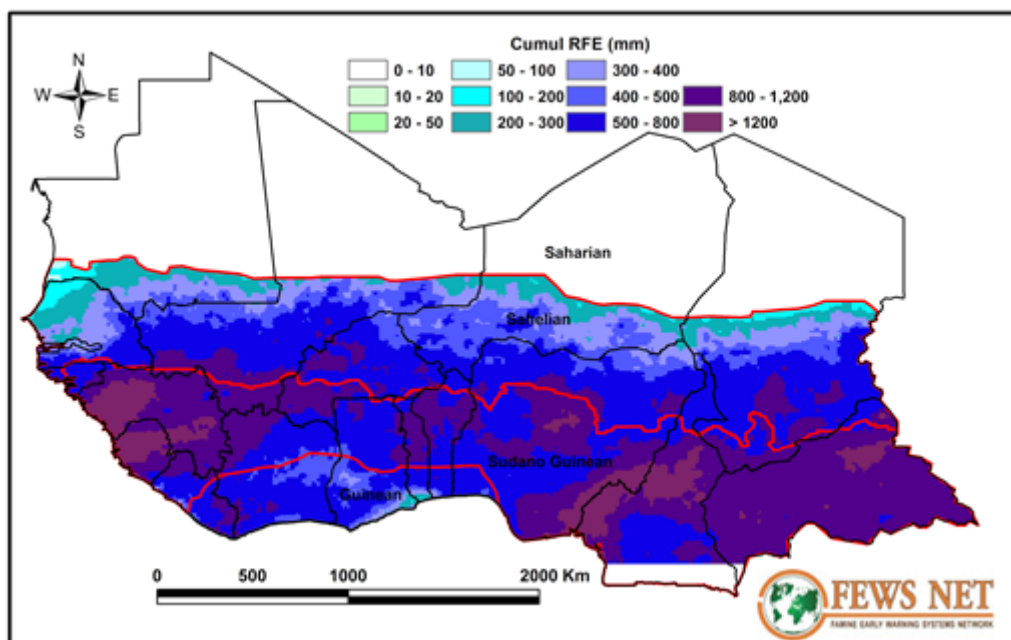 Cumul RFE (mm)
0 - 10
50 - 100
300 - 400
10 - 20
100 - 200
400 - 500
800 - 1,200
20 - 50
200 - 300
500 - 800
> 1200
N
W E
S
Saharian
Sahelian
Sudano Guinean
Guinean
0 500 1000 2000 Km
FEWS NET
FAMINE EARLY WARNING SYSTEMS NETWORK